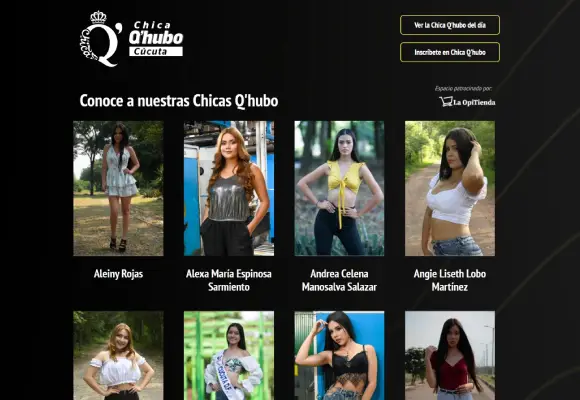 Chica
Q'hubo
Cúcuta
Chica
Q'
Ver la Chica Q'hubo del día
Inscríbete en Chica Q'hubo
Espacio patrocinado por:
La OpiTienda
Conoce a nuestras Chicas Q'hubo
Aleiny Rojas
Alexa María Espinosa
Sarmiento
Andrea Celena
Manosalva Salazar
Angie Liseth Lobo
Martínez